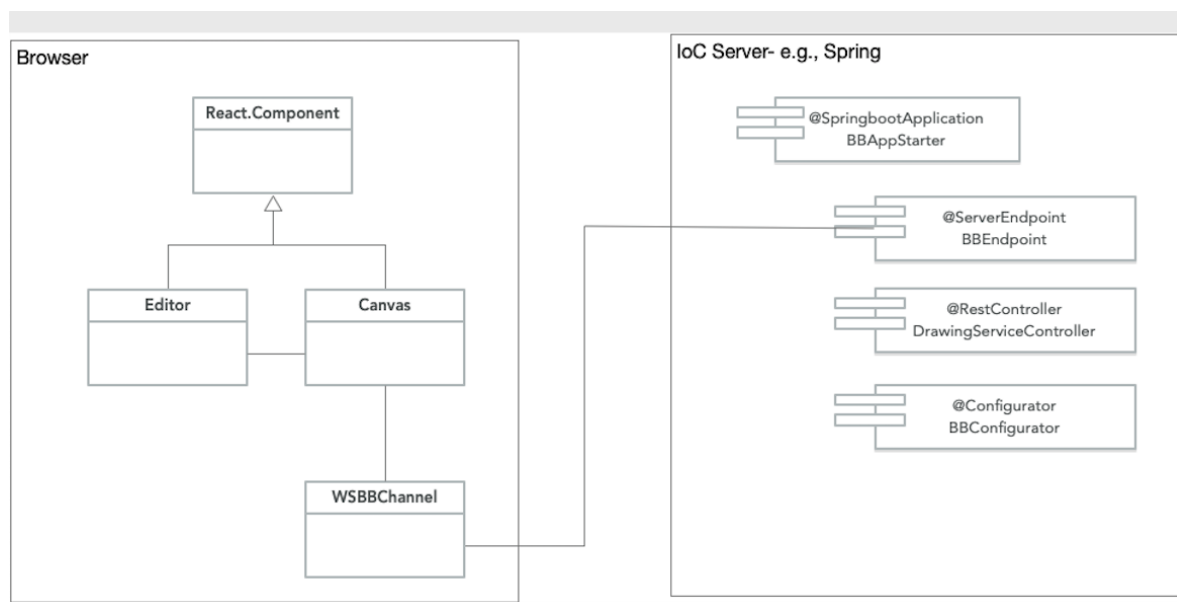 Browser
React.Component
Editor
Canvas
WSBBChannel
IoC Server- e.g., Spring
@SpringbootApplication
BBAppStarter
@ServerEndpoint
BBEndpoint
@RestController
DrawingServiceController
@Configurator
BBConfigurator